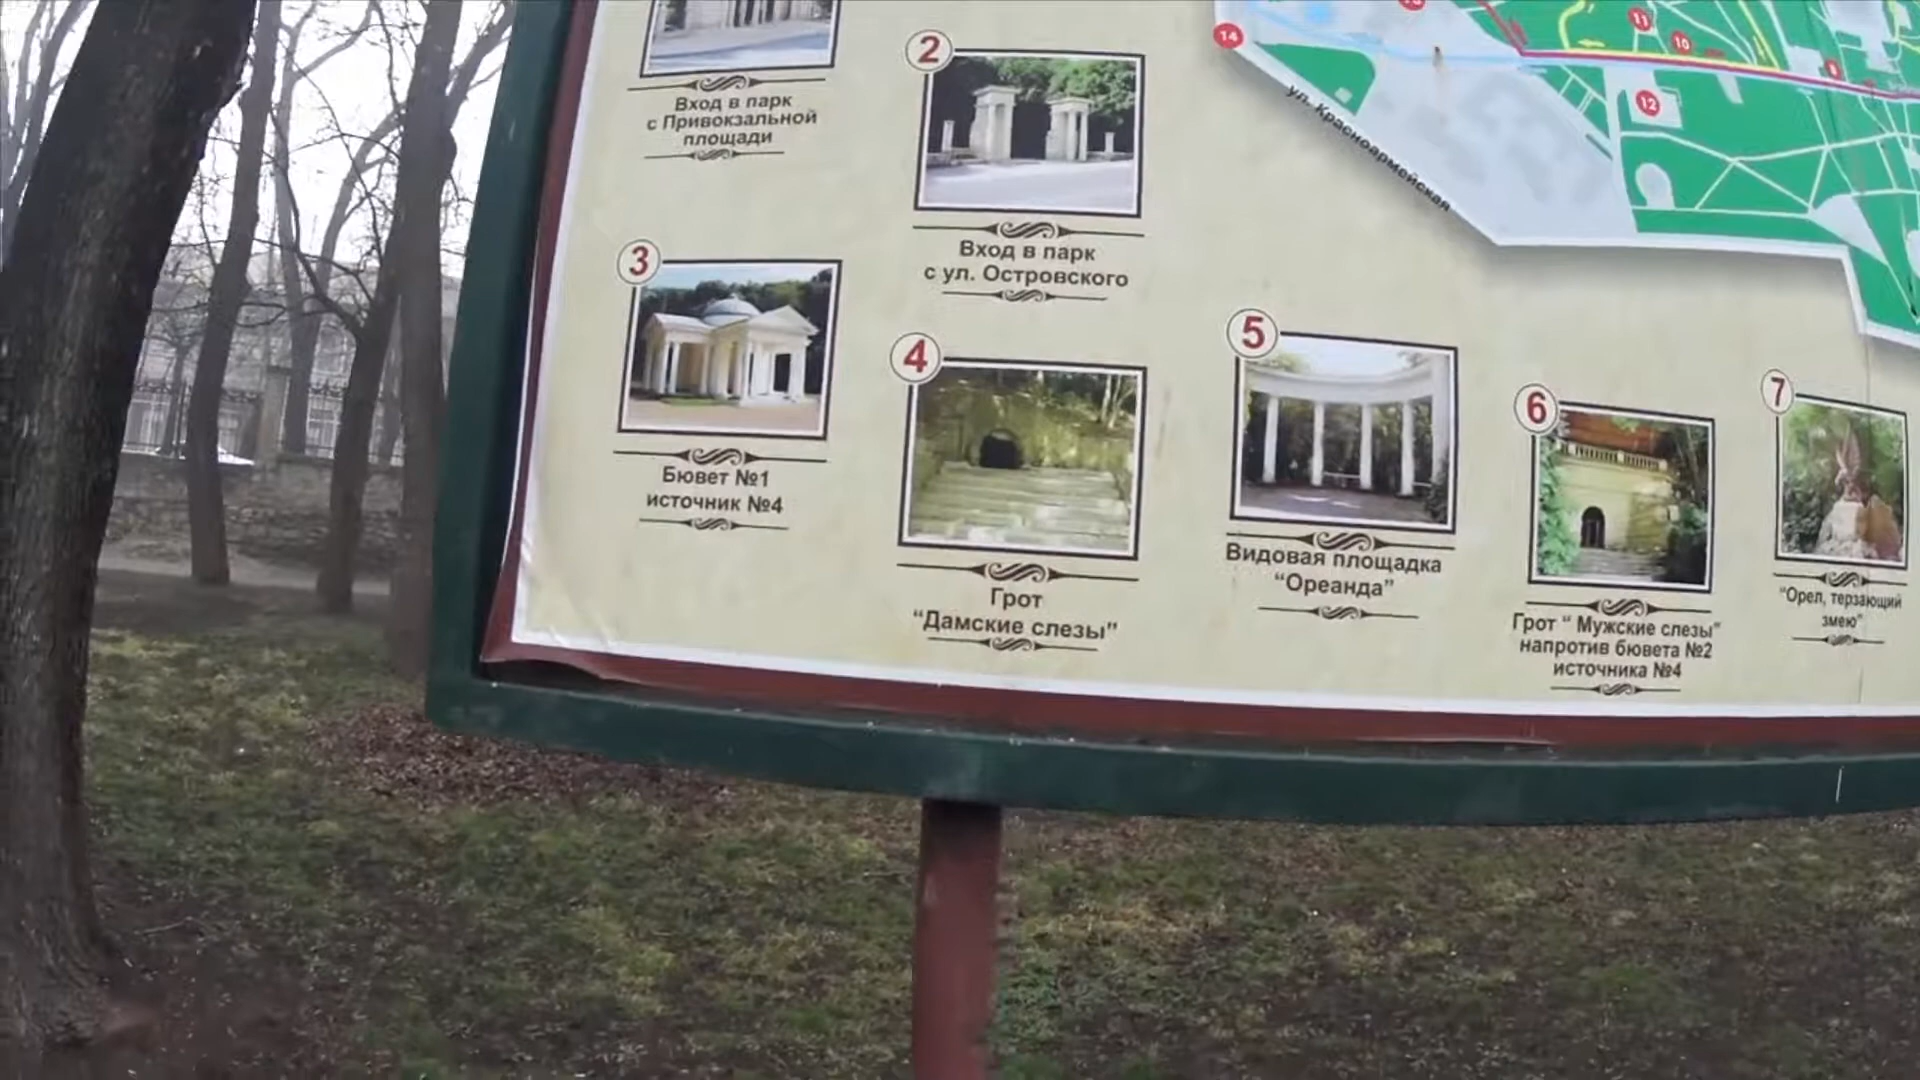 Вход в парк
с Привокзальной
площади
2
Вход в парк
с ул. Островского
3
Бювет №1
источник №4
4
Грот
“Дамские слезы”
5
Видовая площадка
“Ореанда”
6
Грот “ Мужские слезы”
напротив бювета №2
источника №4
7
“Орел, терзающий
змею”
14
11
10
12
ул. Красноармейская